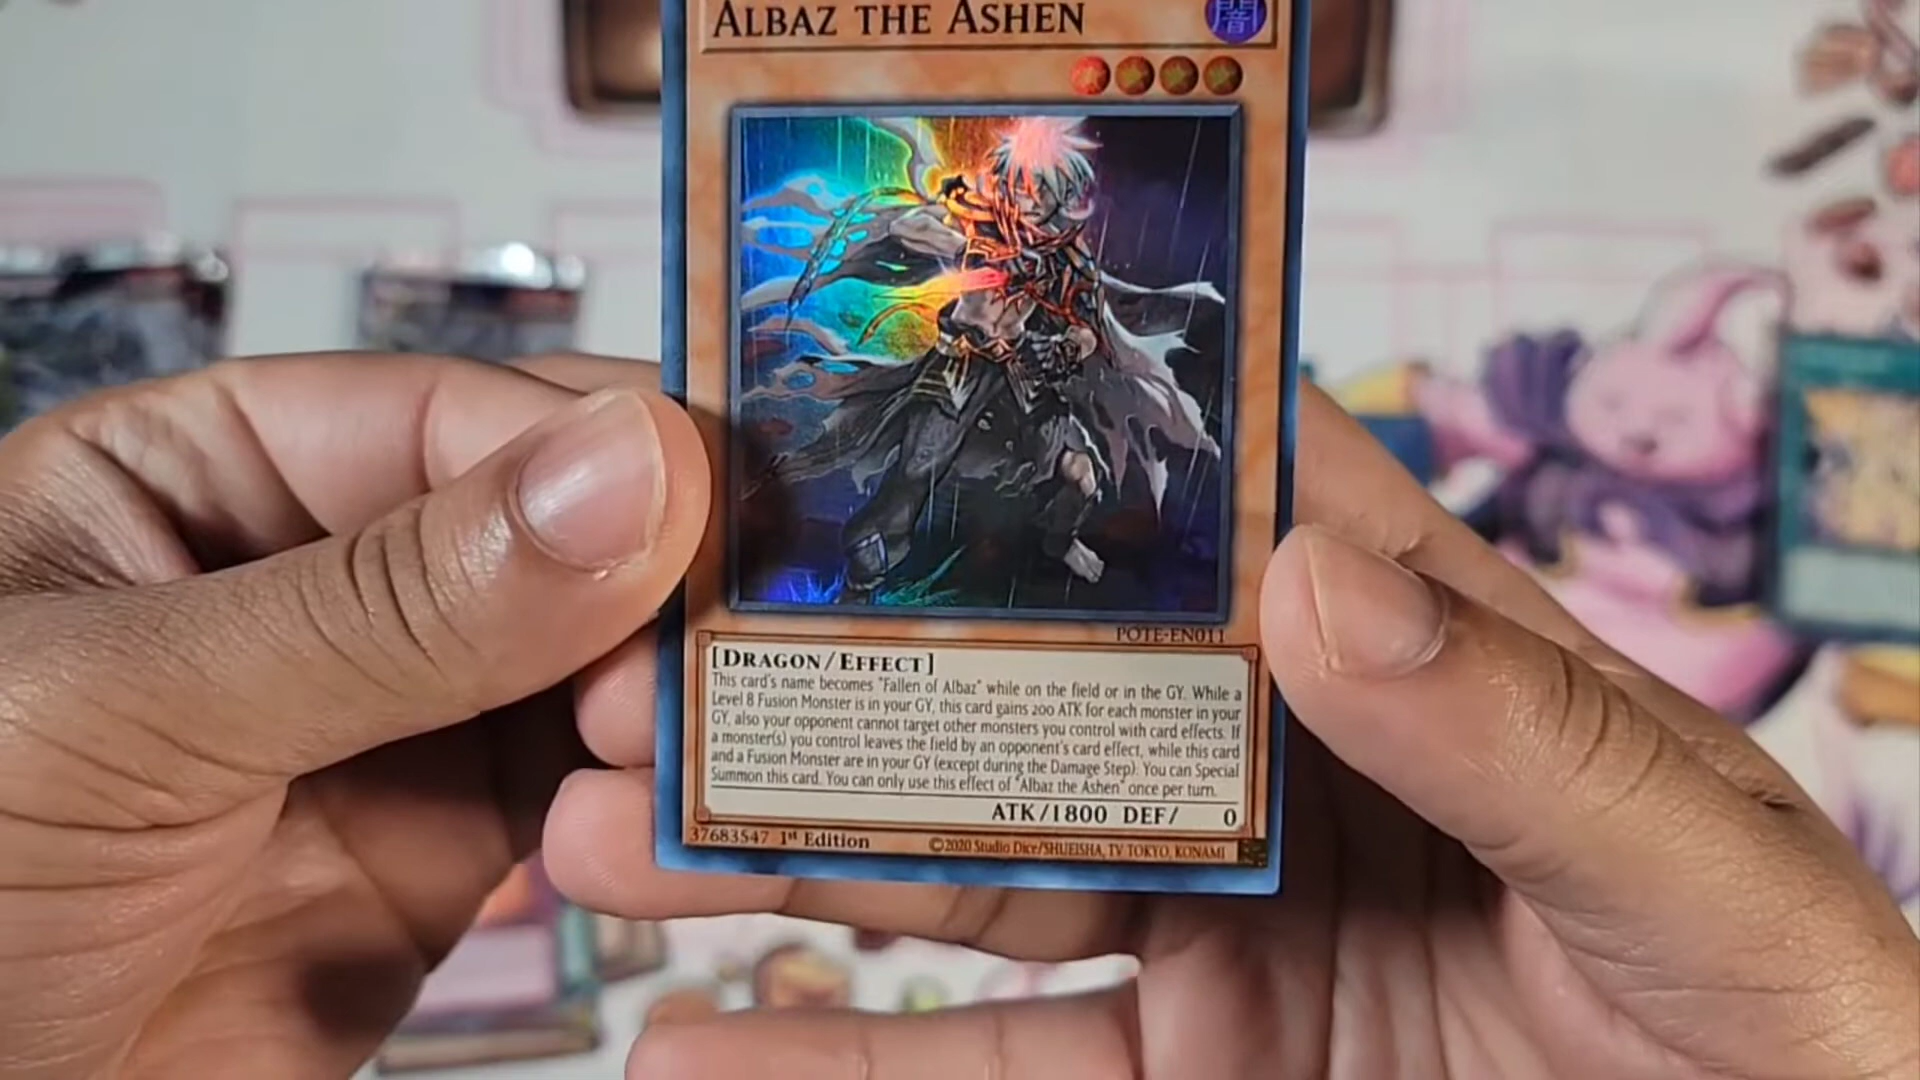 ALBAZ THE ASHEN
闇
POTE-EN011
[DRAGON/EFFECT]
This card's name becomes "Fallen of Albaz" while on the field or in the GY. While a
Level 8 Fusion Monster is in your GY, this card gains 200 ATK for each monster in your
GY, also your opponent cannot target other monsters you control with card effects. If
a monster(s) you control leaves the field by an opponent's card effect, while this card
and a Fusion Monster are in your GY (except during the Damage Step): You can Special
Summon this card. You can only use this effect of "Albaz the Ashen" once per turn.
ATK/1800 DEF/ 0
37683547 1st Edition ©2020 Studio Dice/SHUEISHA, TV TOKYO, KONAMI